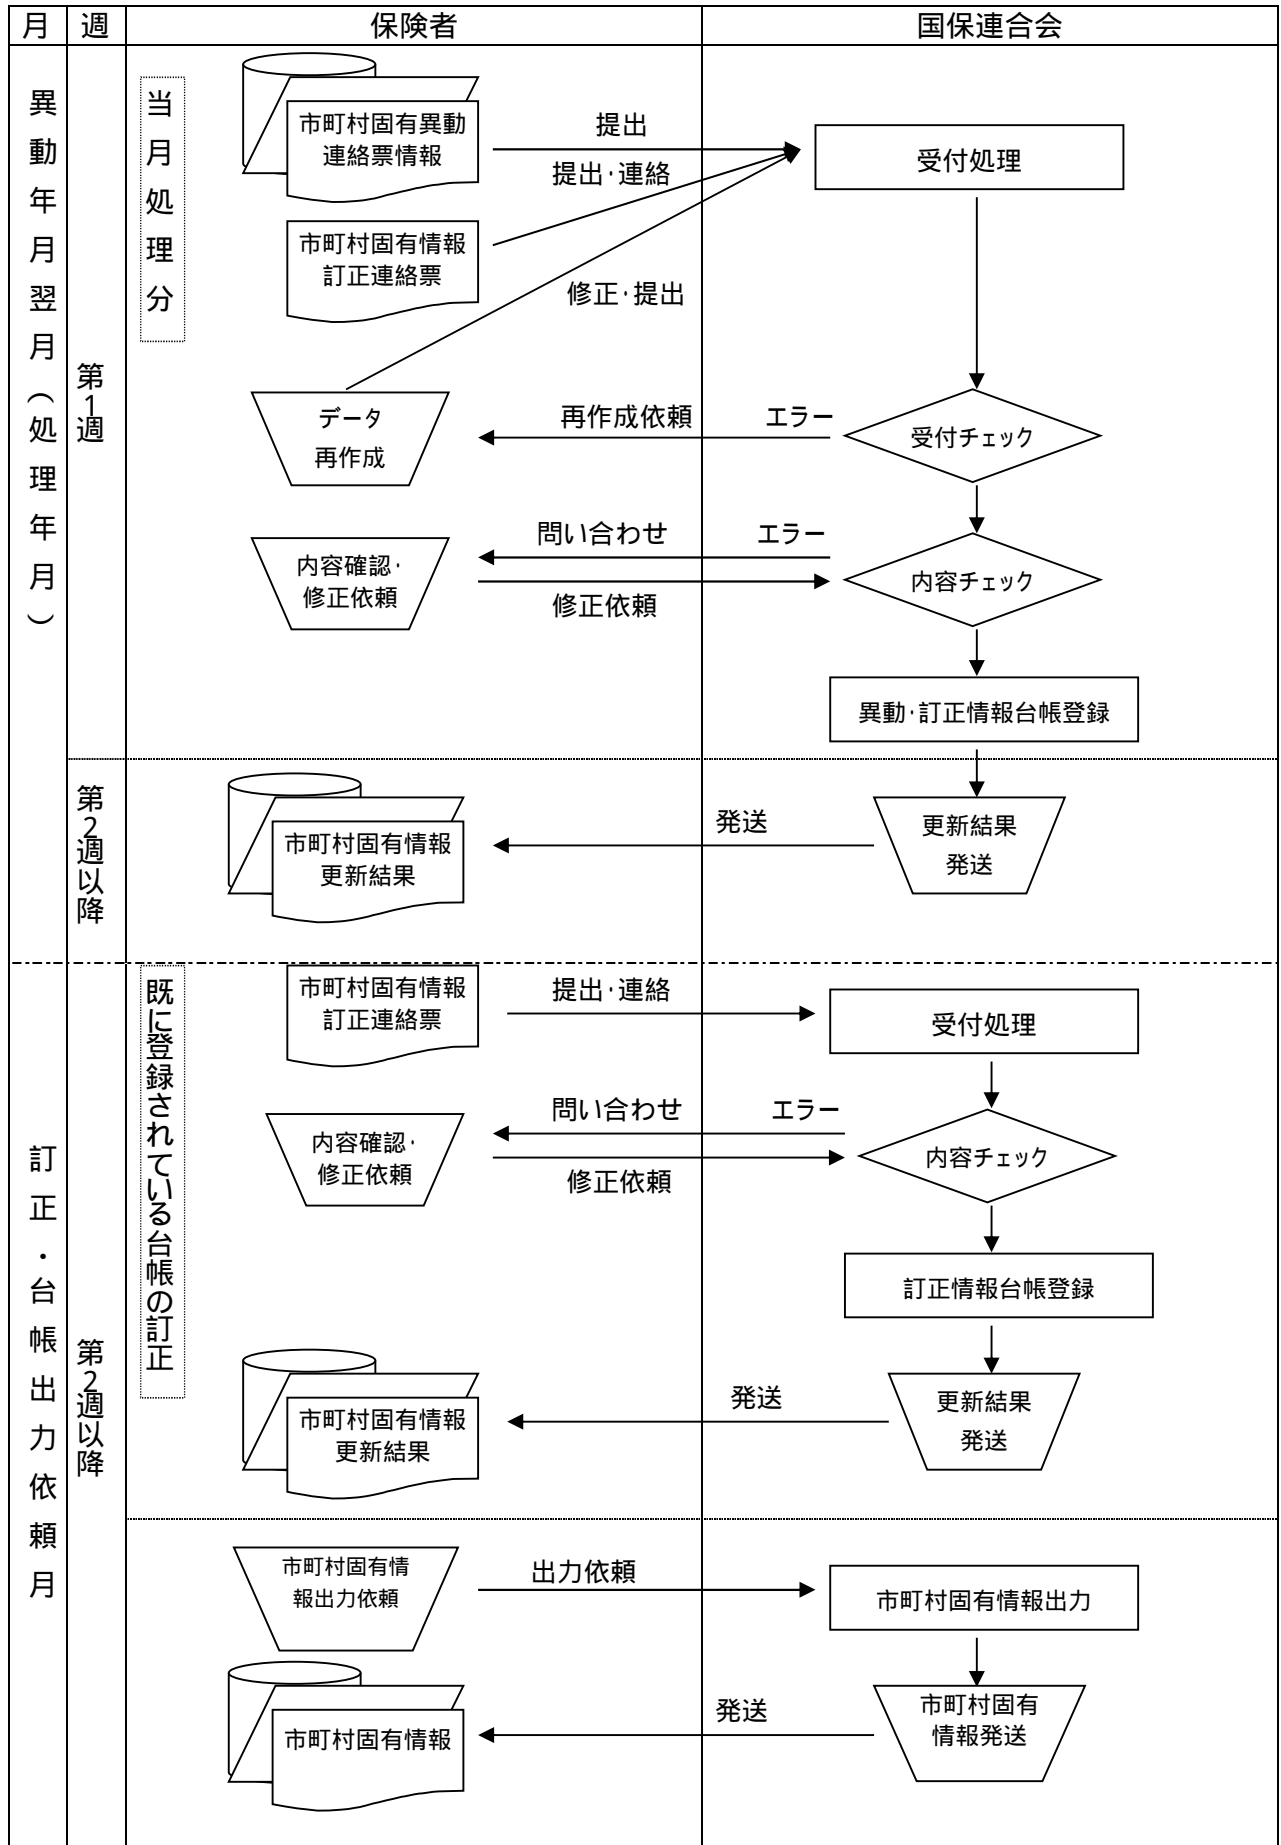 月
週
保険者
国保連合会
異動年月翌月(処理年月)
第1週
当月処理分
市町村固有異動
連絡票情報
提出
提出・連絡
受付処理
市町村固有情報
訂正連絡票
修正・提出
データ
再作成
再作成依頼
エラー
受付チェック
内容確認・
修正依頼
問い合わせ
エラー
修正依頼
内容チェック
異動・訂正情報台帳登録
第2週以降
市町村固有情報
更新結果
発送
更新結果
発送
訂正・台帳出力依頼月
第2週以降
既に登録されている台帳の訂正
市町村固有情報
訂正連絡票
提出・連絡
受付処理
内容確認・
修正依頼
問い合わせ
エラー
修正依頼
内容チェック
訂正情報台帳登録
市町村固有情報
更新結果
発送
更新結果
発送
市町村固有情
報出力依頼
出力依頼
市町村固有情報出力
市町村固有情報
発送
市町村固有
情報発送